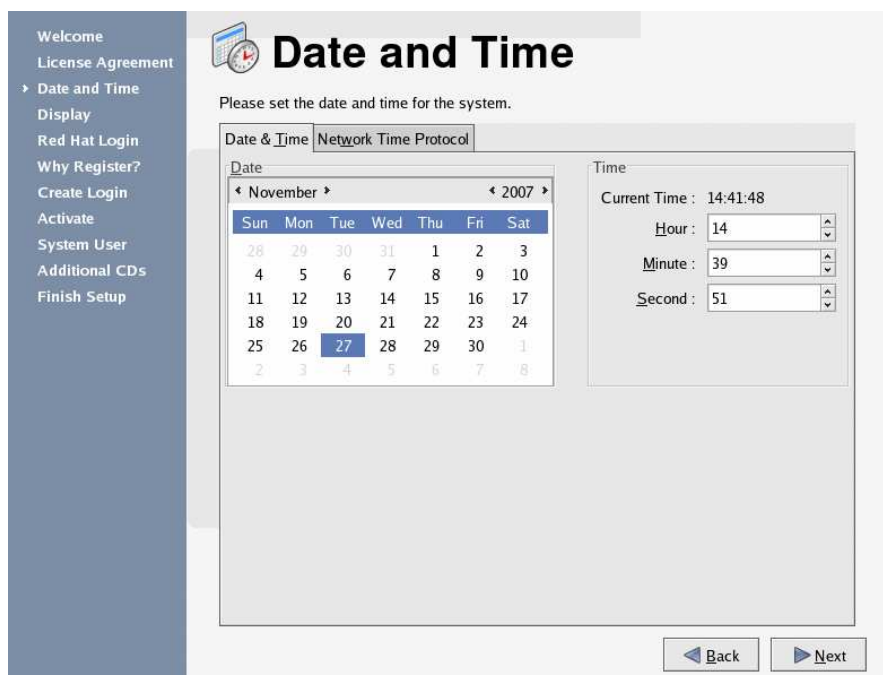 Welcome
License Agreement
Date and Time
Display
Red Hat Login
Why Register?
Create Login
Activate
System User
Additional CDs
Finish Setup
Date and Time
Please set the date and time for the system.
Date & Time Network Time Protocol
Date
November 2007
Sun Mon Tue Wed Thu Fri Sat
28 29 30 31 1 2 3
4 5 6 7 8 9 10
11 12 13 14 15 16 17
18 19 20 21 22 23 24
25 26 27 28 29 30 1
2 3 4 5 6 7 8
Time
Current Time : 14:41:48
Hour : 14
Minute : 39
Second : 51
Back Next